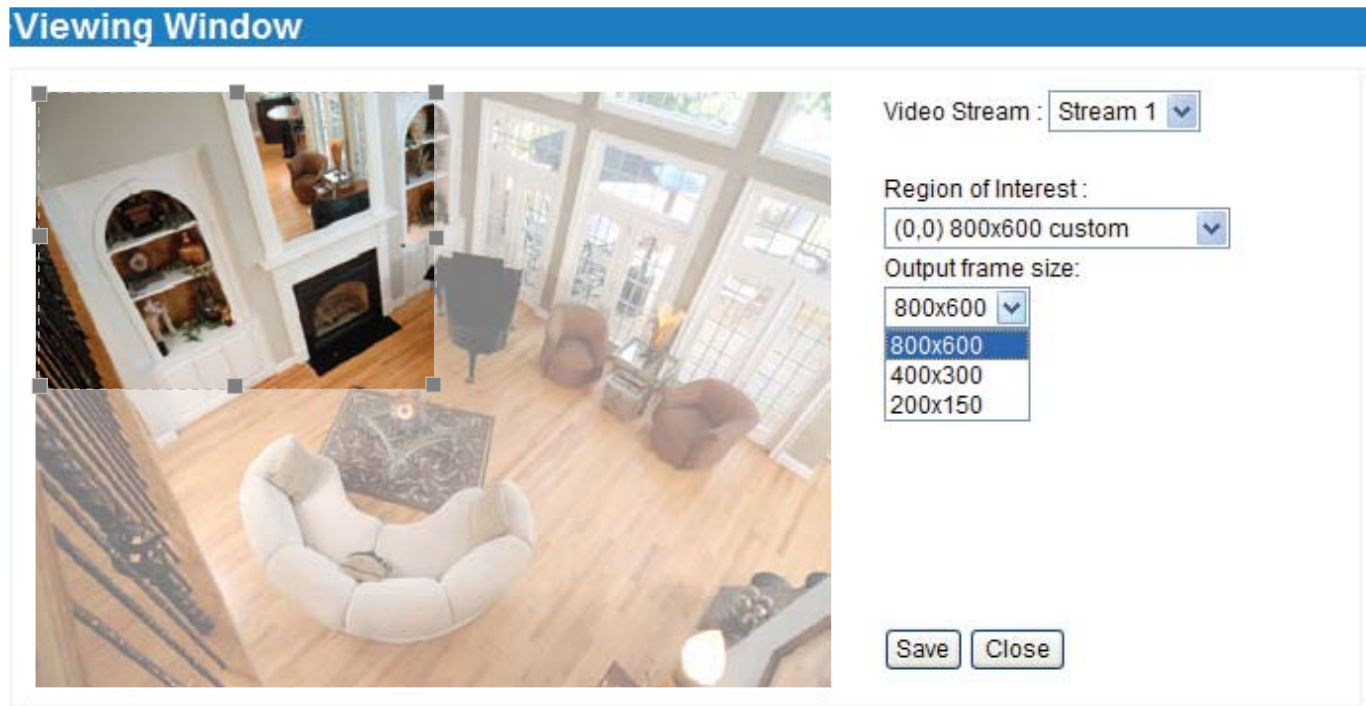 Viewing Window
Video Stream : Stream 1
Region of Interest :
(0,0) 800x600 custom
Output frame size:
800x600
800x600
400x300
200x150
Save Close